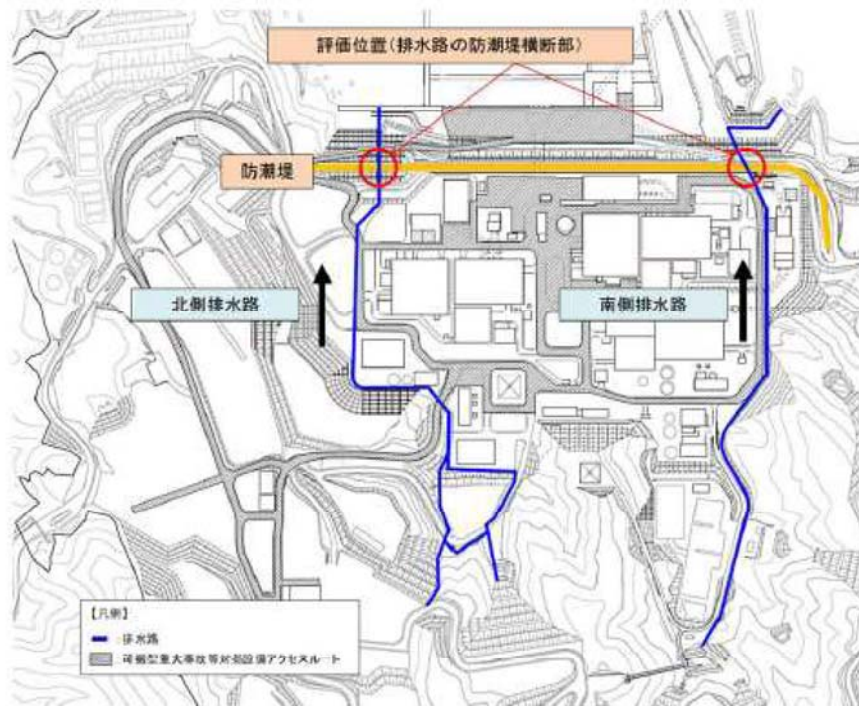 評価位置(排水路の防潮堤横断部)
防潮堤
北側排水路
南側排水路
【凡例】
排水路
可搬型重大事故等対処設備アクセスルート